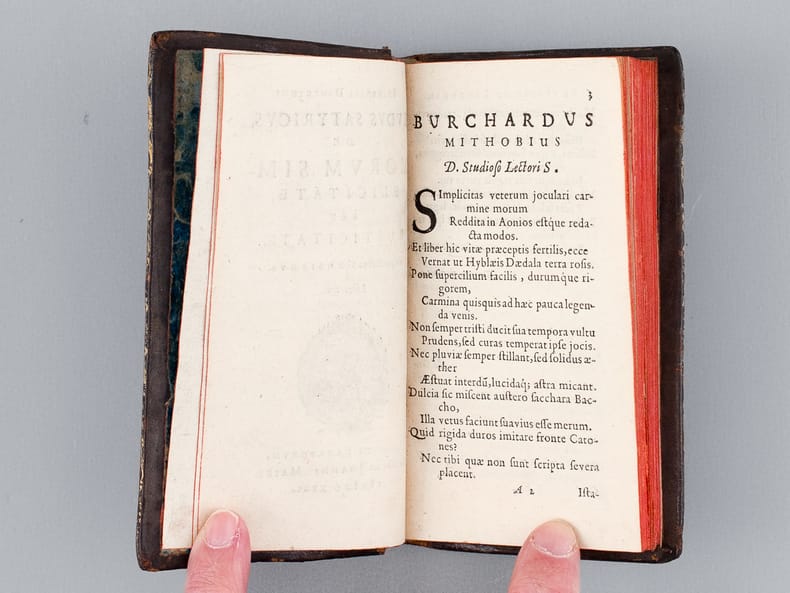 3
BURCHARDUS
MITHOBIUS
D. Studioſo Lectori S.
Simplicitas veterum joculari car-
mine morum
Reddita in Aonios eſtque reda-
cta modos.
Et liber hic vitæ præceptis fertilis, ecce
Vernat ut Hyblæis Dædala terra roſis.
Pone ſupercilium facilis, durumque ri-
gorem,
Carmina quiſquis ad hæc pauca legen-
da venis.
Non ſemper triſti ducit ſua tempora vultu
Prudens, ſed curas temperat ipſe jocis.
Nec pluviæ ſemper ſtillant, ſed ſolidus æ-
ther
Æſtuat interdū, lucidaq; aſtra micant.
Dulcia ſic miſcent auſtero ſacchara Bac-
cho,
Illa vetus faciunt ſuavius eſſe merum.
Quid rigida duros imitare fronte Cato-
nes?
Nec tibi quæ non ſunt ſcripta ſevera
placent.
A 2 Iſta-